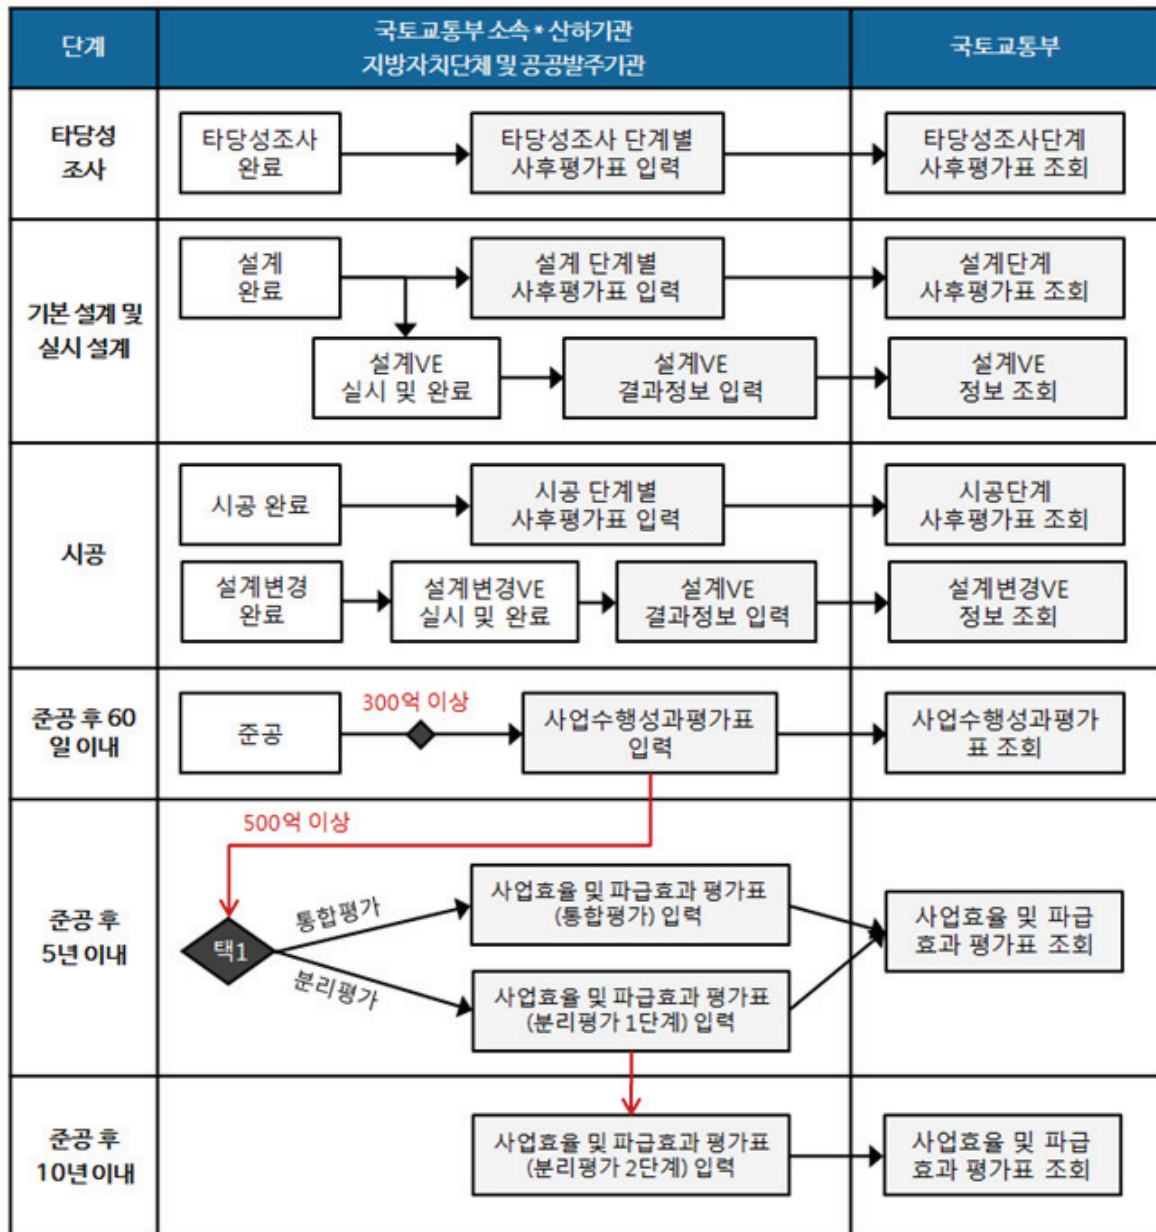 단계
국토교통부 소속 * 산하기관
지방자치단체 및 공공발주기관
국토교통부
타당성
조사
타당성조사
완료
타당성조사 단계별
사후평가표 입력
타당성조사단계
사후평가표 조회
기본 설계 및
실시 설계
설계
완료
설계 단계별
사후평가표 입력
설계단계
사후평가표 조회
설계VE
실시 및 완료
설계VE
결과정보 입력
설계VE
정보 조회
시공
시공 완료
시공 단계별
사후평가표 입력
시공단계
사후평가표 조회
설계변경
완료
설계변경VE
실시 및 완료
설계VE
결과정보 입력
설계변경VE
정보 조회
준공 후 60
일 이내
준공
300억 이상
사업수행성과평가표
입력
사업수행성과평가
표 조회
준공 후
5년 이내
500억 이상
택1
통합평가
분리평가
사업효율 및 파급효과 평가표
(통합평가) 입력
사업효율 및 파급효과 평가표
(분리평가 1단계) 입력
사업효율 및 파급
효과 평가표 조회
준공 후
10년 이내
사업효율 및 파급효과 평가표
(분리평가 2단계) 입력
사업효율 및 파급
효과 평가표 조회